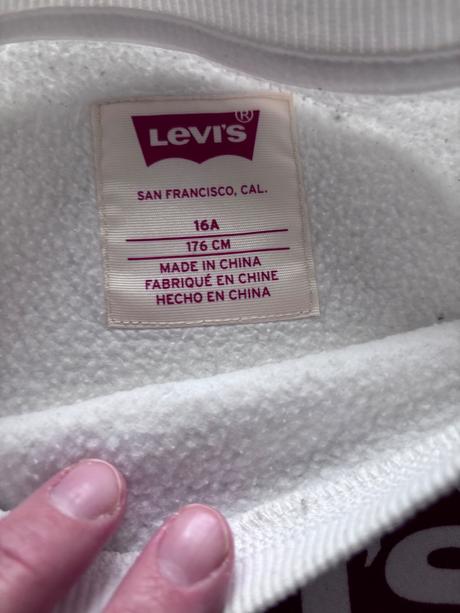 LEVI'S ®
SAN FRANCISCO, CAL.
16A
176 CM
MADE IN CHINA
FABRIQUÉ EN CHINE
HECHO EN CHINA
's